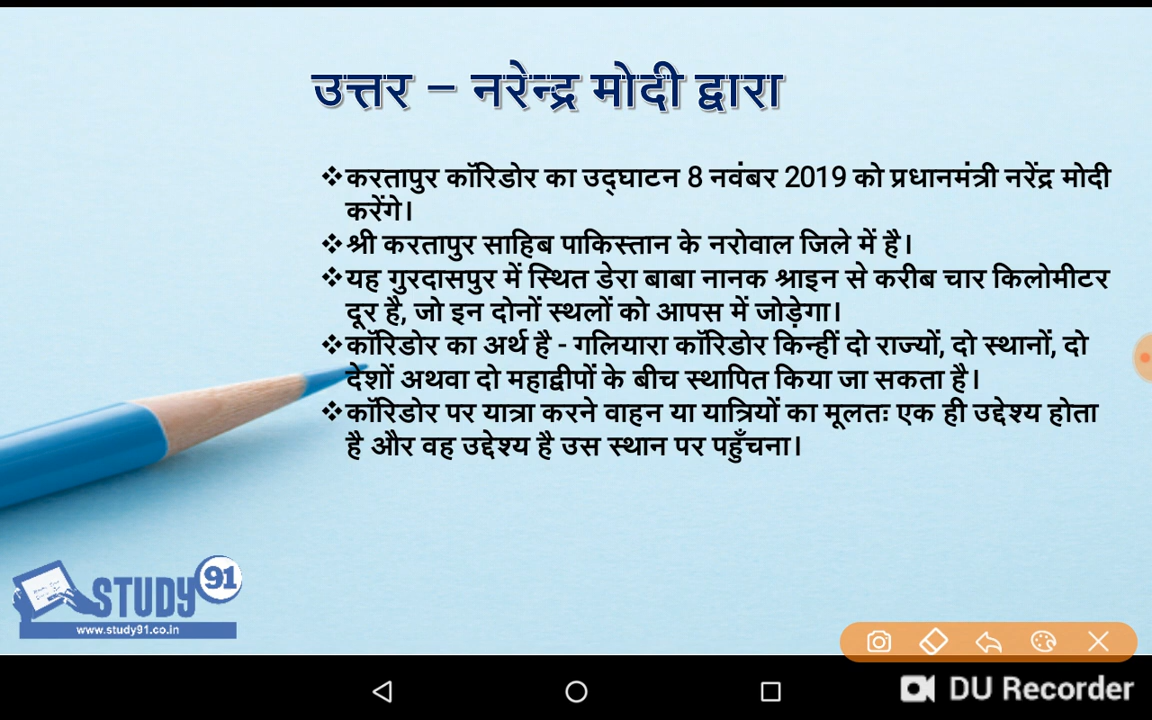 उत्तर – नरेन्द्र मोदी द्वारा
❖करतापुर कॉरिडोर का उद्घाटन 8 नवंबर 2019 को प्रधानमंत्री नरेंद्र मोदी
करेंगे।
❖श्री करतापुर साहिब पाकिस्तान के नरोवाल जिले में है।
❖यह गुरदासपुर में स्थित डेरा बाबा नानक श्राइन से करीब चार किलोमीटर
दूर है, जो इन दोनों स्थलों को आपस में जोड़ेगा।
❖कॉरिडोर का अर्थ है - गलियारा कॉरिडोर किन्हीं दो राज्यों, दो स्थानों, दो
देशों अथवा दो महाद्वीपों के बीच स्थापित किया जा सकता है।
❖कॉरिडोर पर यात्रा करने वाहन या यात्रियों का मूलतः एक ही उद्देश्य होता
है और वह उद्देश्य है उस स्थान पर पहुँचना।
STUDY 91
www.study91.co.in
DU Recorder